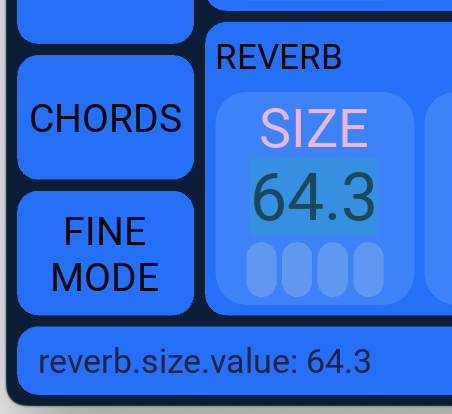 CHORDS
FINE
MODE
REVERB
SIZE
64.3
reverb.size.value: 64.3